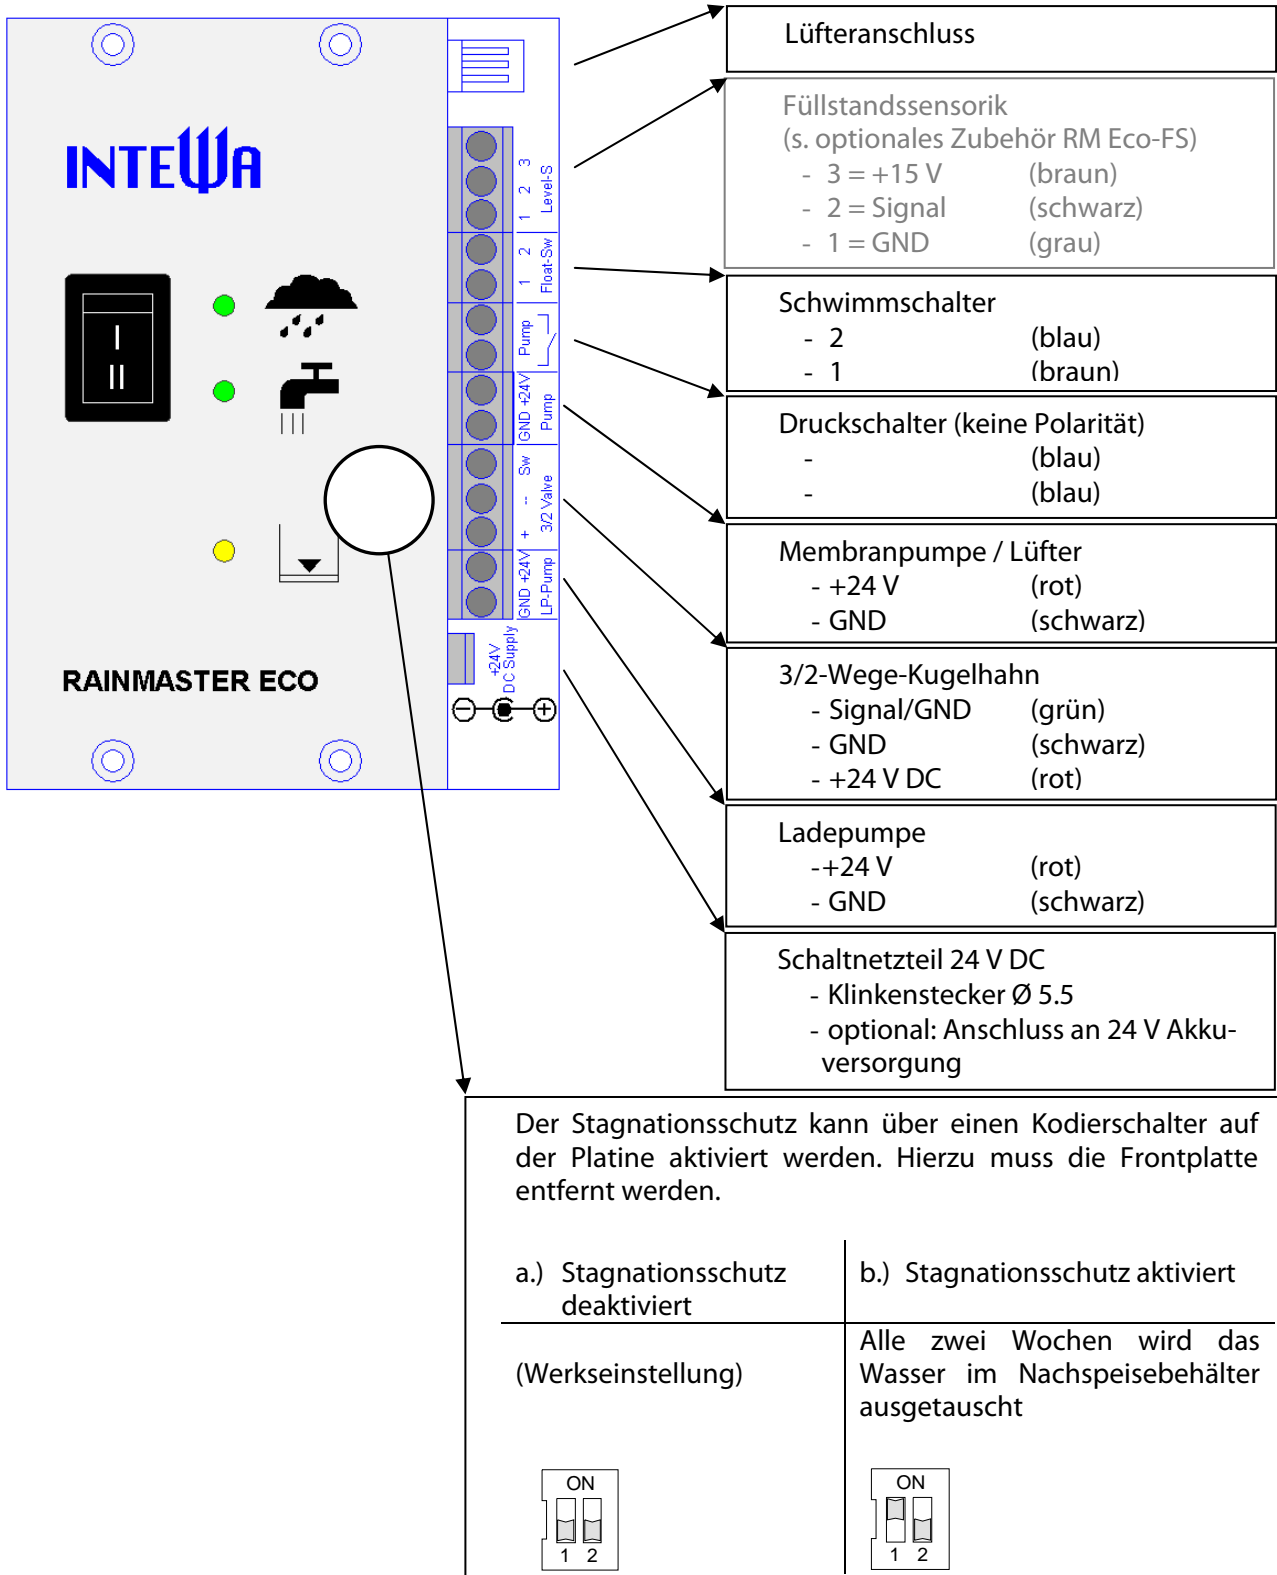 INTEWA
I
II
RAINMASTER ECO
1 2 3
Level-S
1 2
Float-Sw
Pump
GND +24V
Pump
+ -- Sw
3/2 Valve
GND +24V
LP-Pump
+24V
DC Supply
Lüfteranschluss
Füllstandssensorik
(s. optionales Zubehör RM Eco-FS)
- 3 = +15 V (braun)
- 2 = Signal (schwarz)
- 1 = GND (grau)
Schwimmschalter
- 2 (blau)
- 1 (braun)
Druckschalter (keine Polarität)
- (blau)
- (blau)
Membranpumpe / Lüfter
- +24 V (rot)
- GND (schwarz)
3/2-Wege-Kugelhahn
- Signal/GND (grün)
- GND (schwarz)
- +24 V DC (rot)
Ladepumpe
-+24 V (rot)
- GND (schwarz)
Schaltnetzteil 24 V DC
- Klinkenstecker Ø 5.5
- optional: Anschluss an 24 V Akku-
versorgung
Der Stagnationsschutz kann über einen Kodierschalter auf
der Platine aktiviert werden. Hierzu muss die Frontplatte
entfernt werden.
a.) Stagnationsschutz
deaktiviert
(Werkseinstellung)
ON
1 2
b.) Stagnationsschutz aktiviert
Alle zwei Wochen wird das
Wasser im Nachspeisebehälter
ausgetauscht
ON
1 2